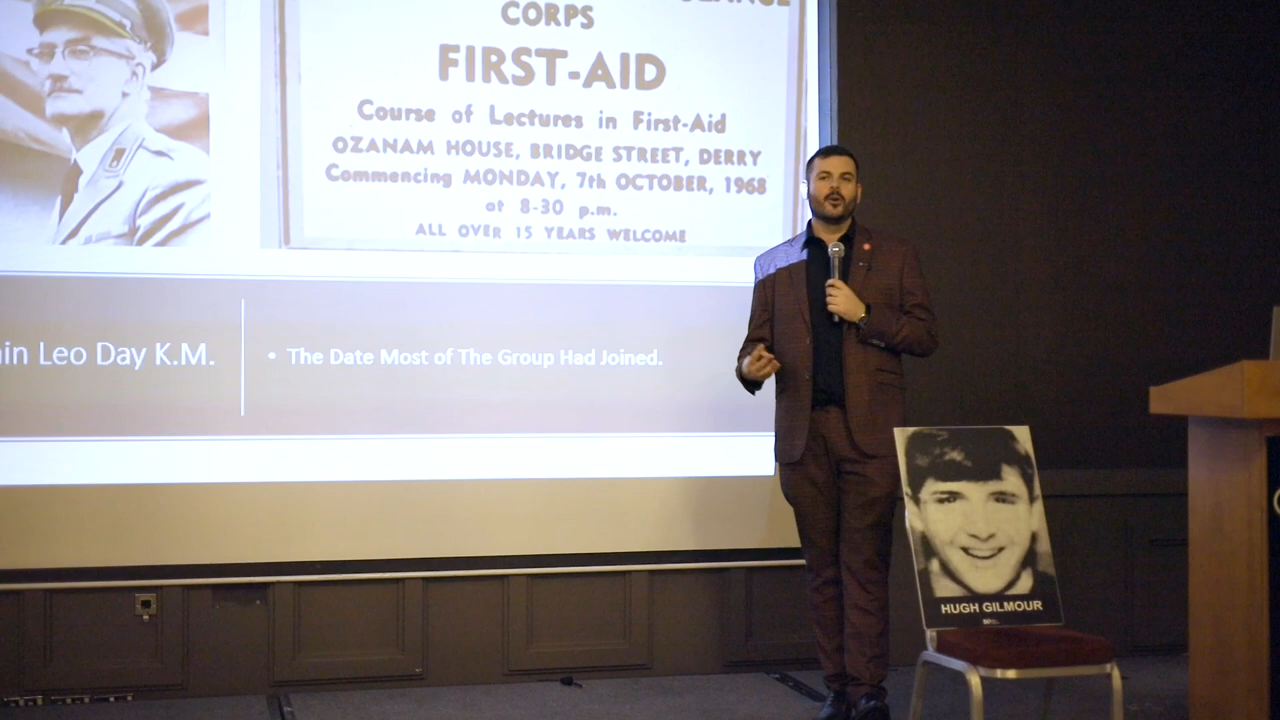 CORPS
FIRST-AID
Course of Lectures in First-Aid
OZANAM HOUSE, BRIDGE STREET, DERRY
Commencing MONDAY, 7th OCTOBER, 1968
at 8-30 p.m.
ALL OVER 15 YEARS WELCOME
Leo Day K.M.
• The Date Most of The Group Had Joined.
HUGH GILMOUR